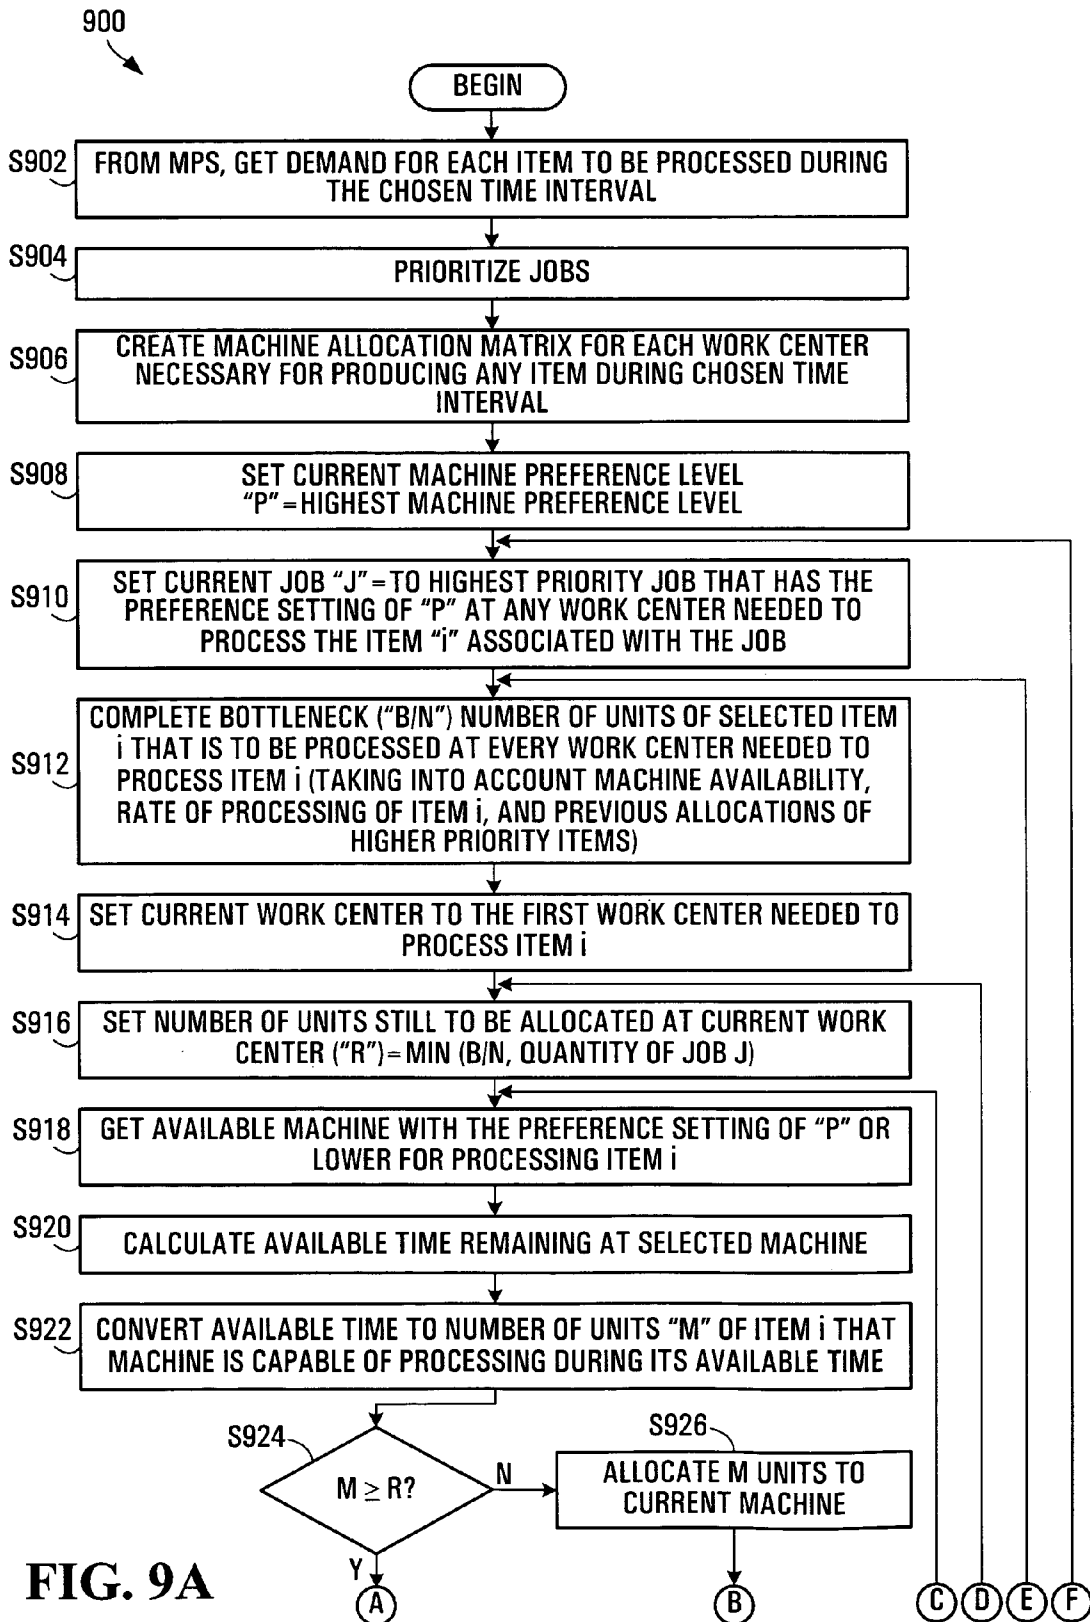 900
BEGIN
S902
FROM MPS, GET DEMAND FOR EACH ITEM TO BE PROCESSED DURING
THE CHOSEN TIME INTERVAL
S904
PRIORITIZE JOBS
S906
CREATE MACHINE ALLOCATION MATRIX FOR EACH WORK CENTER
NECESSARY FOR PRODUCING ANY ITEM DURING CHOSEN TIME
INTERVAL
S908
SET CURRENT MACHINE PREFERENCE LEVEL
"P"=HIGHEST MACHINE PREFERENCE LEVEL
S910
SET CURRENT JOB "J"=TO HIGHEST PRIORITY JOB THAT HAS THE
PREFERENCE SETTING OF "P" AT ANY WORK CENTER NEEDED TO
PROCESS THE ITEM "i" ASSOCIATED WITH THE JOB
S912
COMPLETE BOTTLENECK ("B/N") NUMBER OF UNITS OF SELECTED ITEM
i THAT IS TO BE PROCESSED AT EVERY WORK CENTER NEEDED TO
PROCESS ITEM i (TAKING INTO ACCOUNT MACHINE AVAILABILITY,
RATE OF PROCESSING OF ITEM i, AND PREVIOUS ALLOCATIONS OF
HIGHER PRIORITY ITEMS)
S914
SET CURRENT WORK CENTER TO THE FIRST WORK CENTER NEEDED TO
PROCESS ITEM i
S916
SET NUMBER OF UNITS STILL TO BE ALLOCATED AT CURRENT WORK
CENTER ("R")=MIN (B/N, QUANTITY OF JOB J)
S918
GET AVAILABLE MACHINE WITH THE PREFERENCE SETTING OF "P" OR
LOWER FOR PROCESSING ITEM i
S920
CALCULATE AVAILABLE TIME REMAINING AT SELECTED MACHINE
S922
CONVERT AVAILABLE TIME TO NUMBER OF UNITS "M" OF ITEM i THAT
MACHINE IS CAPABLE OF PROCESSING DURING ITS AVAILABLE TIME
S924
M ≥ R?
N
S926
ALLOCATE M UNITS TO
CURRENT MACHINE
Y
A
B
C
D
E
F
FIG. 9A